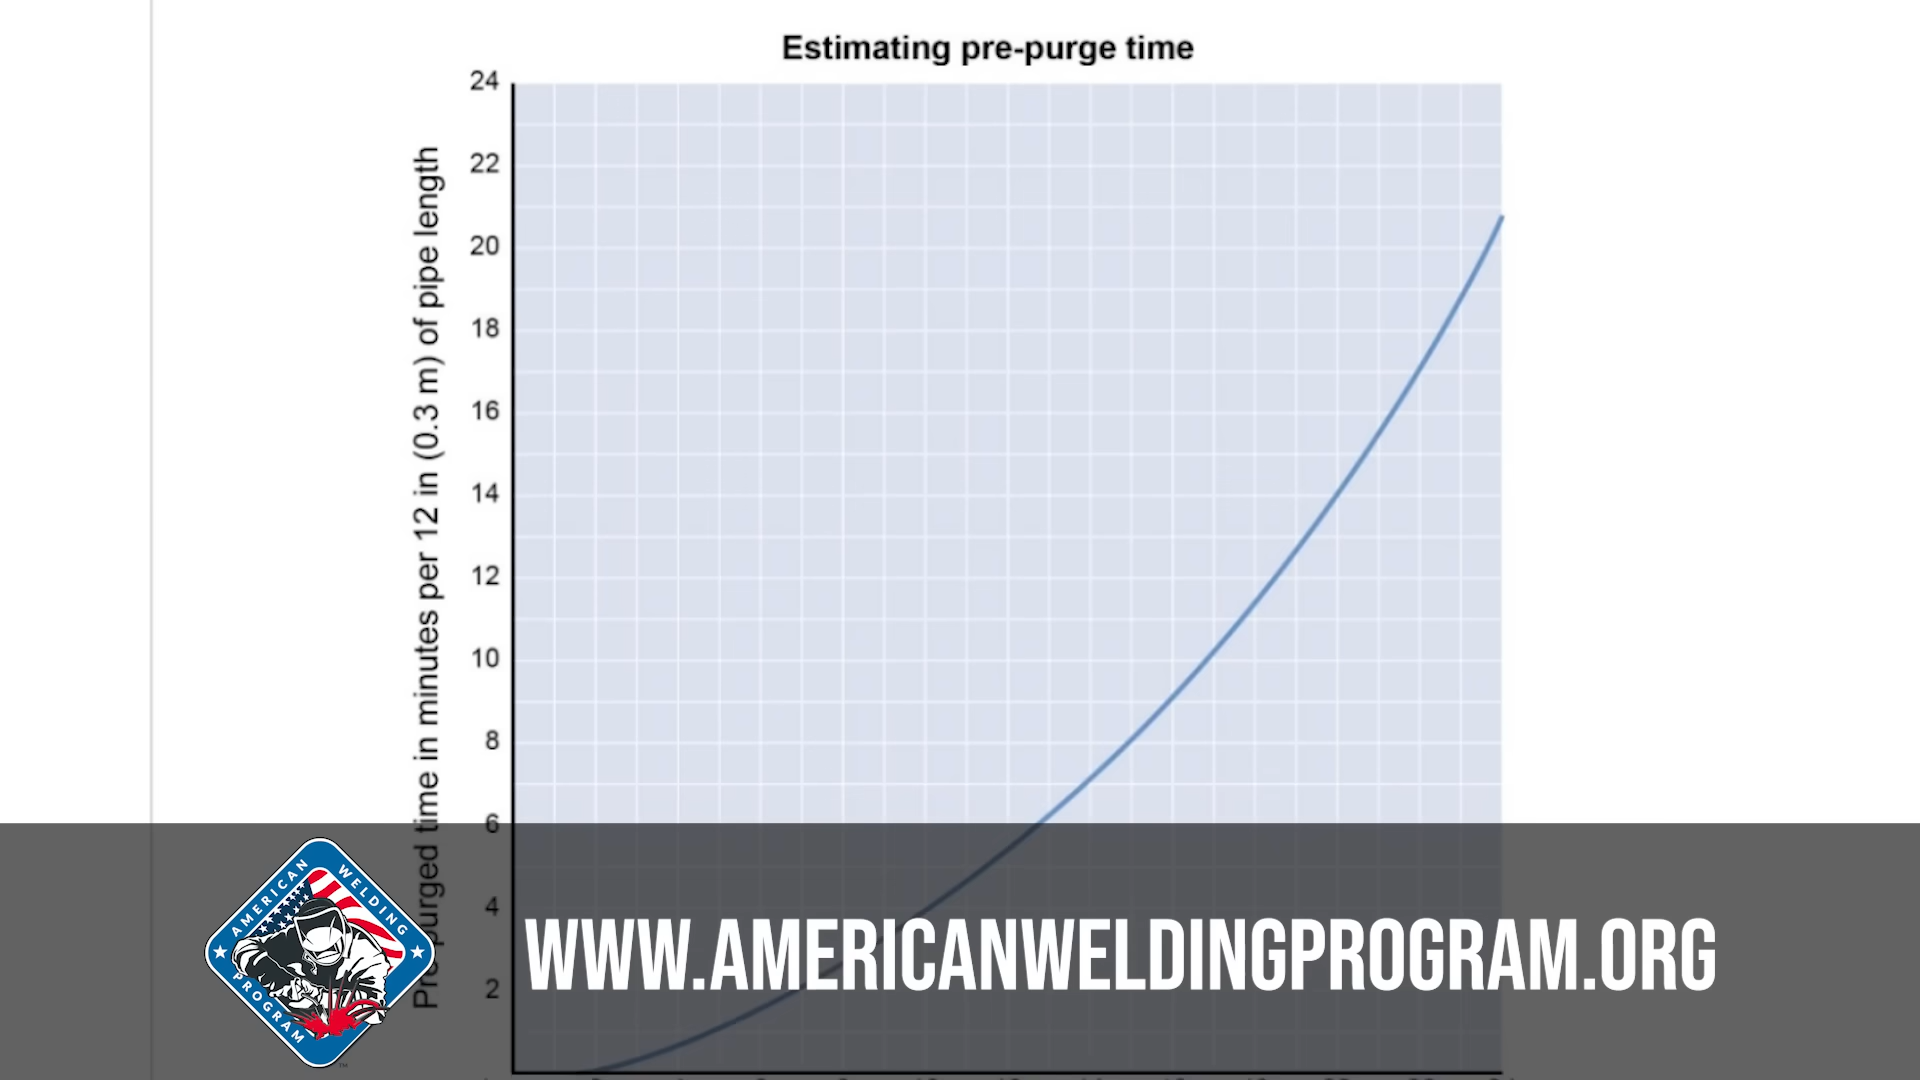 Estimating pre-purge time
24
22
20
18
16
14
12
10
8
6
4
2
Pre-purged time in minutes per 12 in (0.3 m) of pipe length
AMERICAN WELDING
PROGRAM
WWW.AMERICANWELDINGPROGRAM.ORG